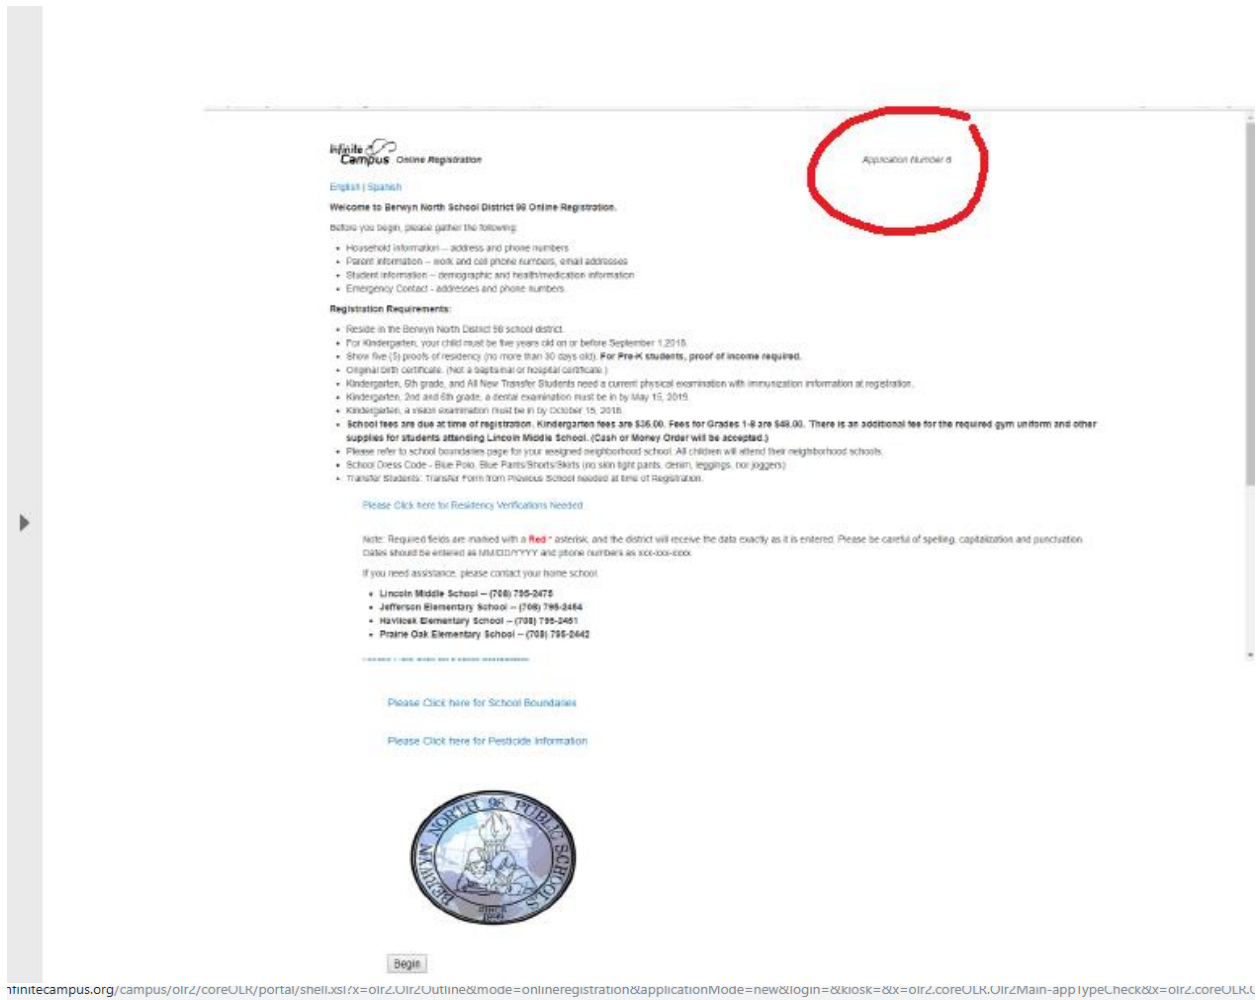 Infinite
Campus Online Registration
Application Number 6
English | Spanish
Welcome to Berwyn North School District 98 Online Registration.
Before you begin, please gather the following:
• Household information -- address and phone numbers
• Parent information -- work and cell phone numbers, email addresses
• Student information -- demographic and health/medication information
• Emergency Contact - addresses and phone numbers.
Registration Requirements:
• Reside in the Berwyn North District 98 school district.
• For Kindergarten, your child must be five years old on or before September 1,2018.
• Show five (5) proofs of residency (no more than 30 days old). For Pre-K students, proof of income required.
• Original birth certificate. (Not a baptismal or hospital certificate.)
• Kindergarten, 6th grade, and All New Transfer Students need a current physical examination with immunization information at registration.
• Kindergarten, 2nd and 6th grade, a dental examination must be in by May 15, 2019.
• Kindergarten, a vision examination must be in by October 15, 2018.
• School fees are due at time of registration. Kindergarten fees are $36.00. Fees for Grades 1-8 are $48.00. There is an additional fee for the required gym uniform and other
supplies for students attending Lincoln Middle School. (Cash or Money Order will be accepted.)
• Please refer to school boundaries page for your assigned neighborhood school. All children will attend their neighborhood schools.
• School Dress Code - Blue Polo, Blue Pants/Shorts/Skirts (no skin tight pants, denim, leggings, nor joggers)
• Transfer Students: Transfer Form from Previous School needed at time of Registration.
Please Click here for Residency Verifications Needed
Note: Required fields are marked with a Red * asterisk, and the district will receive the data exactly as it is entered. Please be careful of spelling, capitalization and punctuation
Dates should be entered as MM/DD/YYYY and phone numbers as xxx-xxx-xxxx
If you need assistance, please contact your home school.
• Lincoln Middle School -- (708) 795-2475
• Jefferson Elementary School -- (708) 795-2454
• Havlicek Elementary School -- (708) 795-2451
• Prairie Oak Elementary School -- (708) 795-2442
Please Click here for School Boundaries
Please Click here for Pesticide Information
BERWYN NORTH 98 PUBLIC SCHOOLS
SINCE
Begin
nfinitecampus.org/campus/olr2/coreOLR/portal/shell.xsl?x=olr2.Olr2Outline&mode=onlineregistration&applicationMode=new&login=&kiosk=&x=olr2.coreOLR.Olr2Main-appTypeCheck&x=olr2.coreOLR.